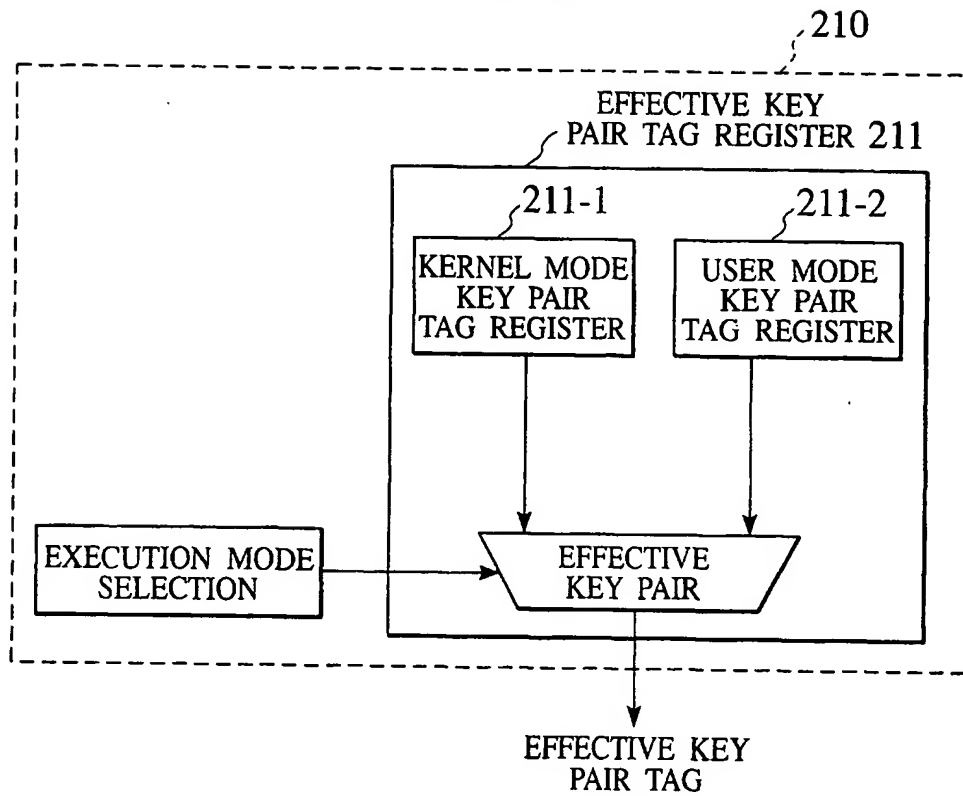 210
EFFECTIVE KEY
PAIR TAG REGISTER 211
211-1
211-2
KERNEL MODE
KEY PAIR
TAG REGISTER
USER MODE
KEY PAIR
TAG REGISTER
EXECUTION MODE
SELECTION
EFFECTIVE
KEY PAIR
EFFECTIVE KEY
PAIR TAG